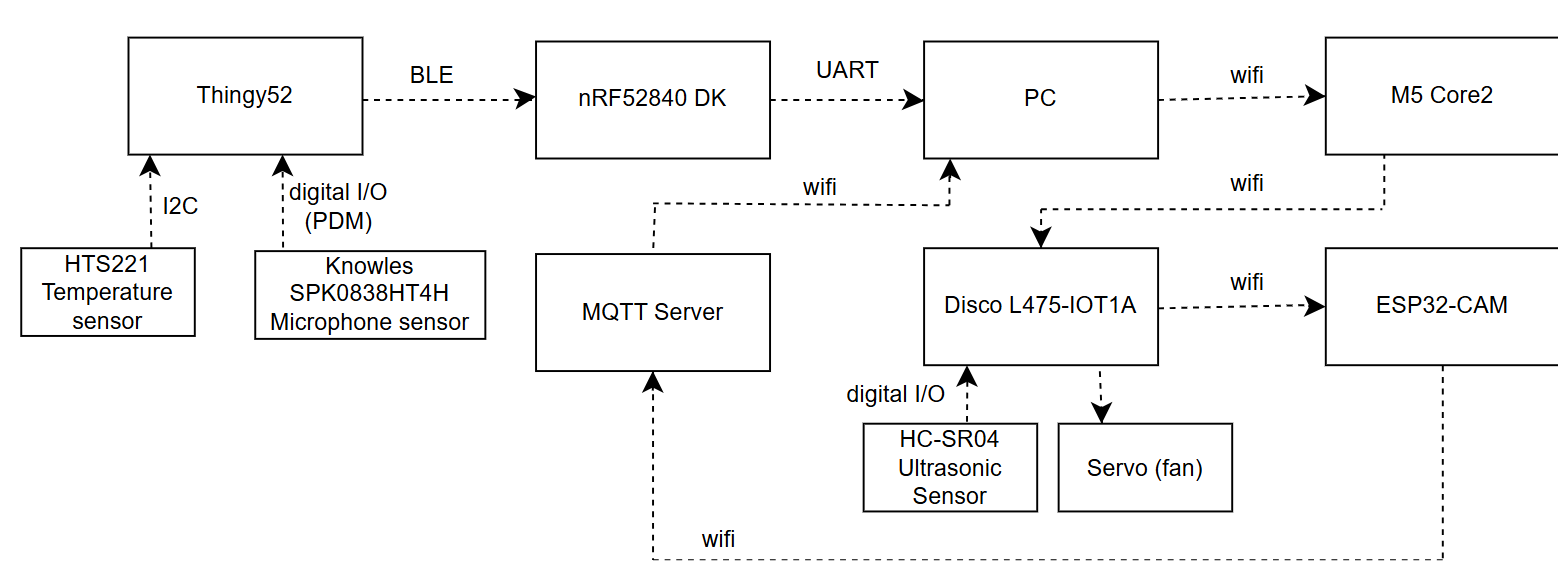 Thingy52
BLE
nRF52840 DK
UART
PC
wifi
M5 Core2
I2C
digital I/O
(PDM)
wifi
wifi
HTS221
Temperature
sensor
Knowles
SPK0838HT4H
Microphone sensor
MQTT Server
Disco L475-IOT1A
wifi
ESP32-CAM
digital I/O
HC-SR04
Ultrasonic
Sensor
Servo (fan)
wifi